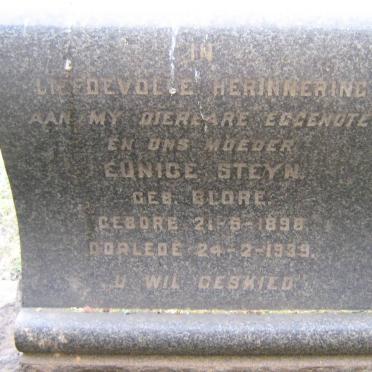 IN
LIEFDEVOLLE HERINNERING
AAN MY DIERBARE EGGENOTE
EN ONS MOEDER
EUNICE STEYN
GEB. BLORE.
GEBORE 21-6-1898
OORLEDE 24-2-1939.
"U WIL GESKIED"